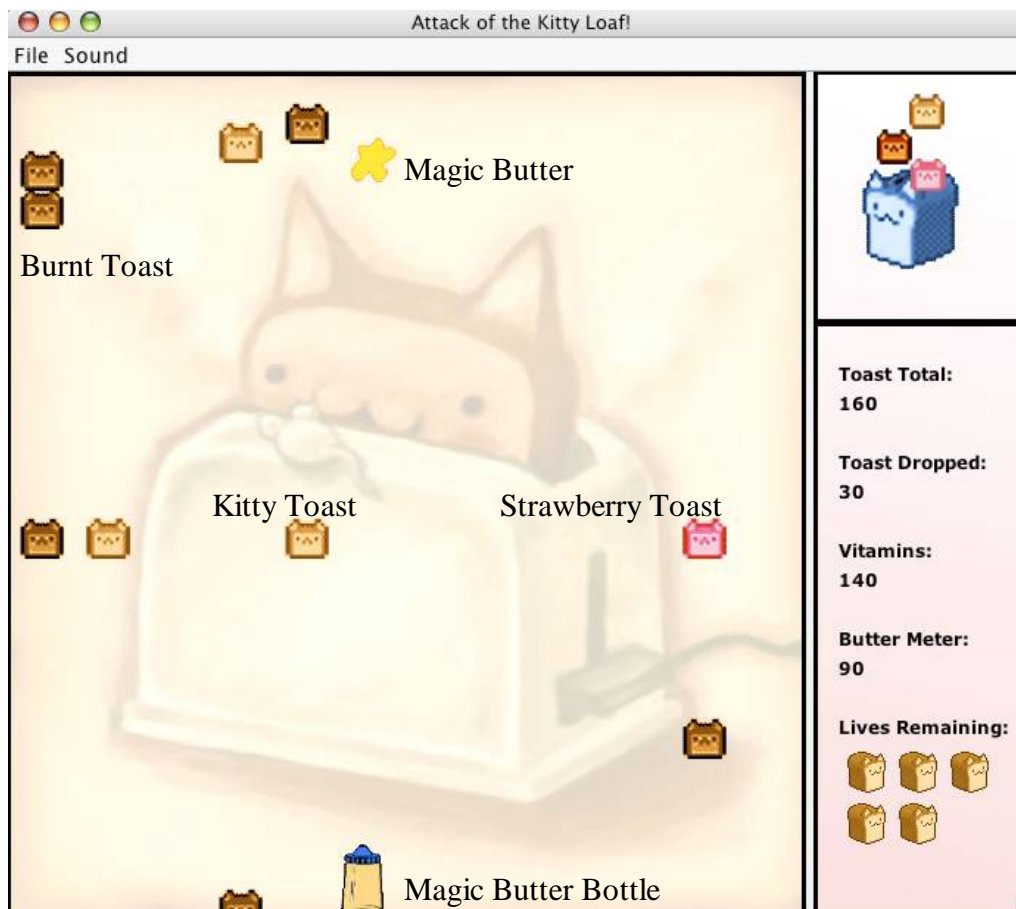 Attack of the Kitty Loaf!
File Sound
Magic Butter
Burnt Toast
Kitty Toast
Strawberry Toast
Magic Butter Bottle
Toast Total:
160
Toast Dropped:
30
Vitamins:
140
Butter Meter:
90
Lives Remaining: